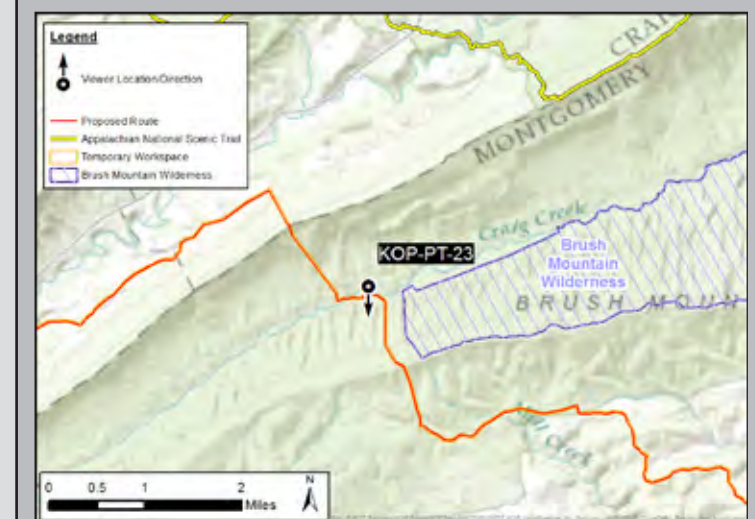 Legend
Viewer Location/Direction
Proposed Route
Appalachian National Scenic Trail
Temporary Workspace
Brush Mountain Wilderness
CRAIG
MONTGOMERY
Craig Creek
KOP-PT-23
Brush
Mountain
Wilderness
BRUSH MOUN
Mill Creek
0 0.5 1 2
Miles
N